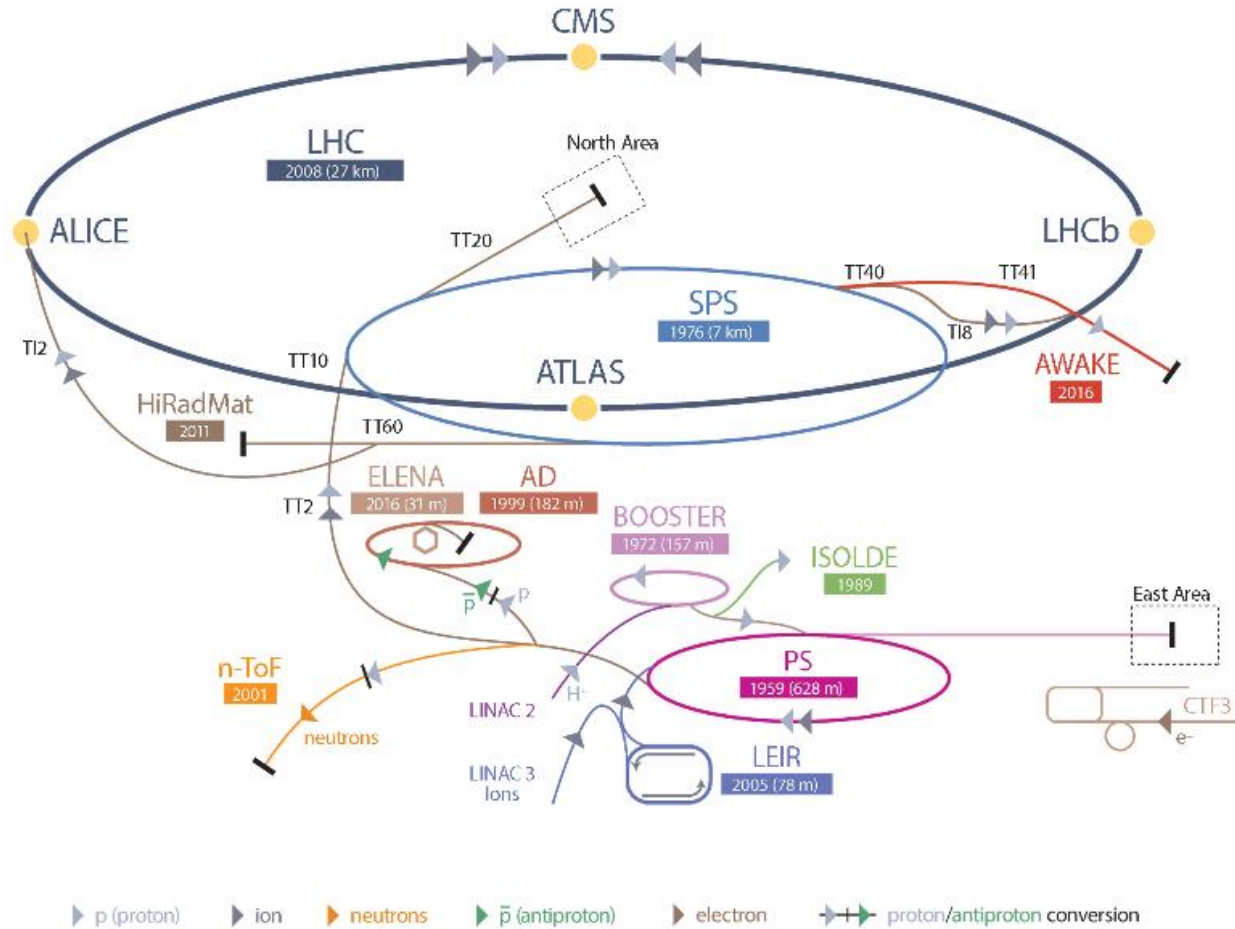 CMS
LHC
2008 (27 km)
North Area
ALICE
TT20
LHCb
TT40
TT41
SPS
1976 (7 km)
TI8
TI2
TT10
ATLAS
AWAKE
2016
HiRadMat
2011
TT60
ELENA
2016 (31 m)
AD
1999 (182 m)
TT2
BOOSTER
1972 (157 m)
ISOLDE
1989
p̅
p
East Area
n-ToF
2001
PS
1959 (628 m)
H⁺
LINAC 2
neutrons
CTF3
e⁻
LEIR
2005 (78 m)
LINAC 3
Ions
p (proton)
ion
neutrons
p̅ (antiproton)
electron
proton/antiproton conversion